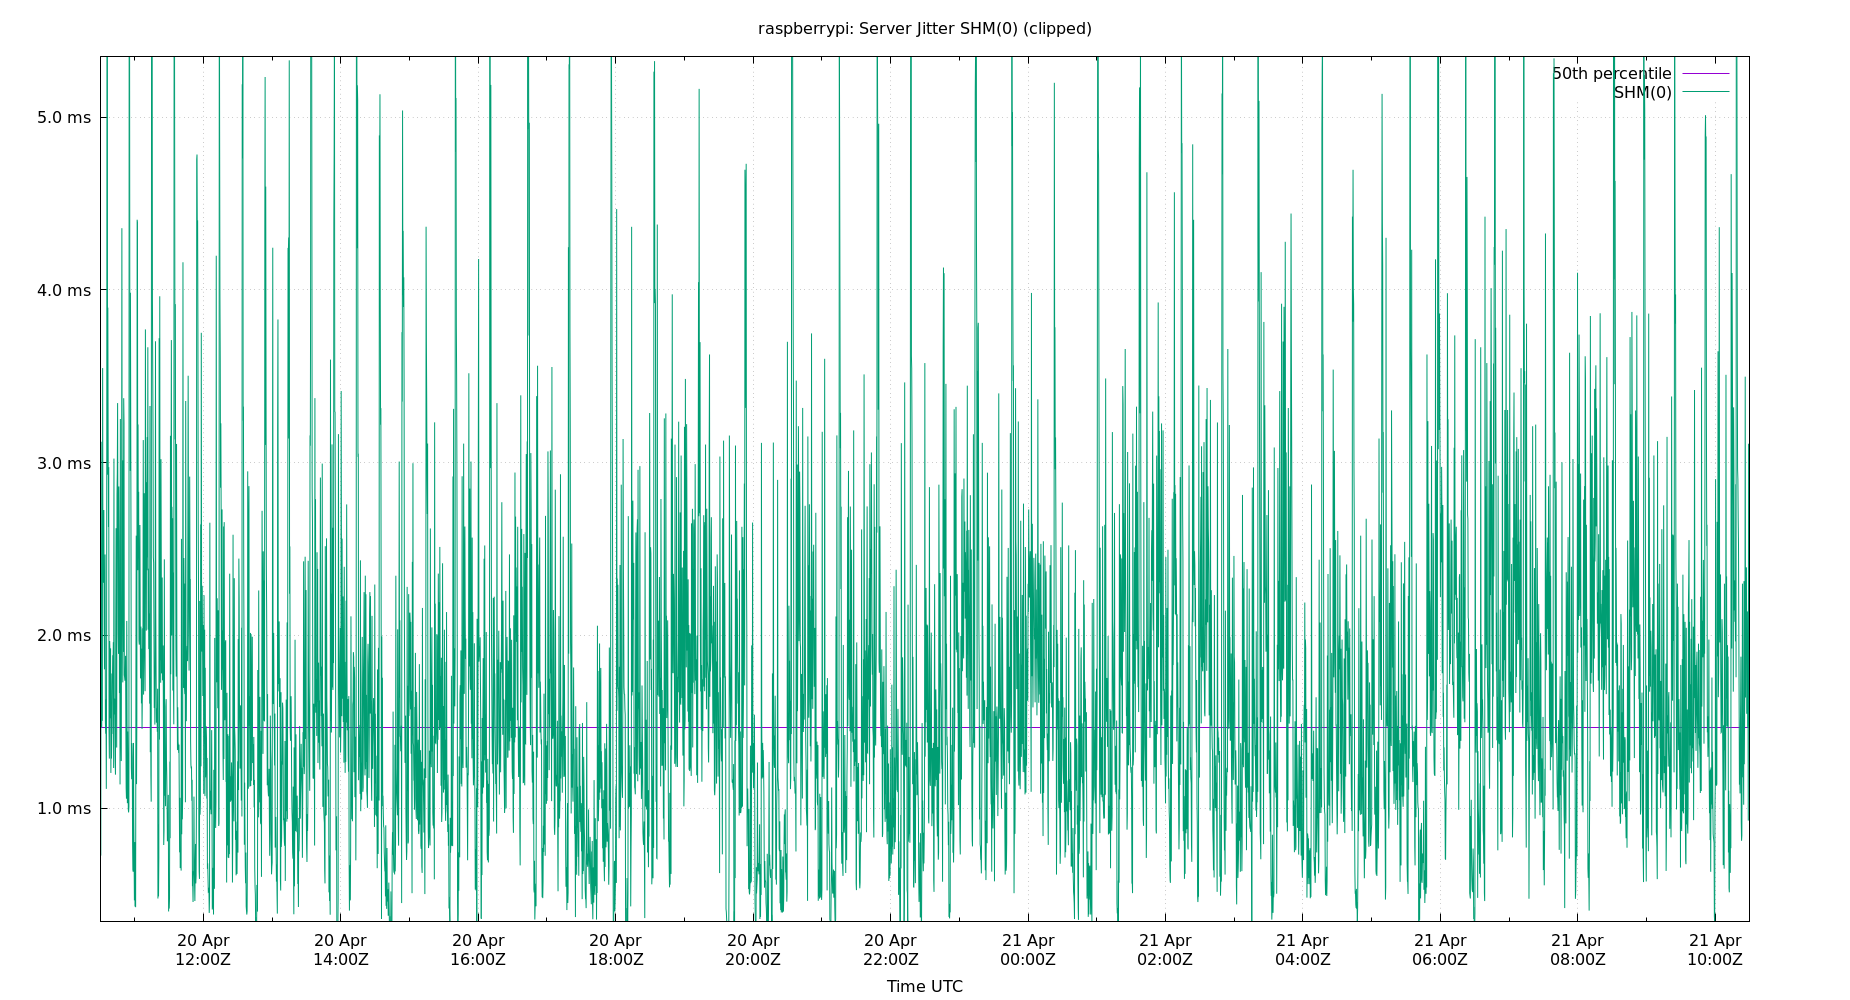 raspberrypi: Server Jitter SHM(0) (clipped)
50th percentile
SHM(0)
5.0 ms
4.0 ms
3.0 ms
2.0 ms
1.0 ms
20 Apr 20 Apr 20 Apr 20 Apr 20 Apr 20 Apr 21 Apr 21 Apr 21 Apr 21 Apr 21 Apr 21 Apr
12:00Z 14:00Z 16:00Z 18:00Z 20:00Z 22:00Z 00:00Z 02:00Z 04:00Z 06:00Z 08:00Z 10:00Z
Time UTC